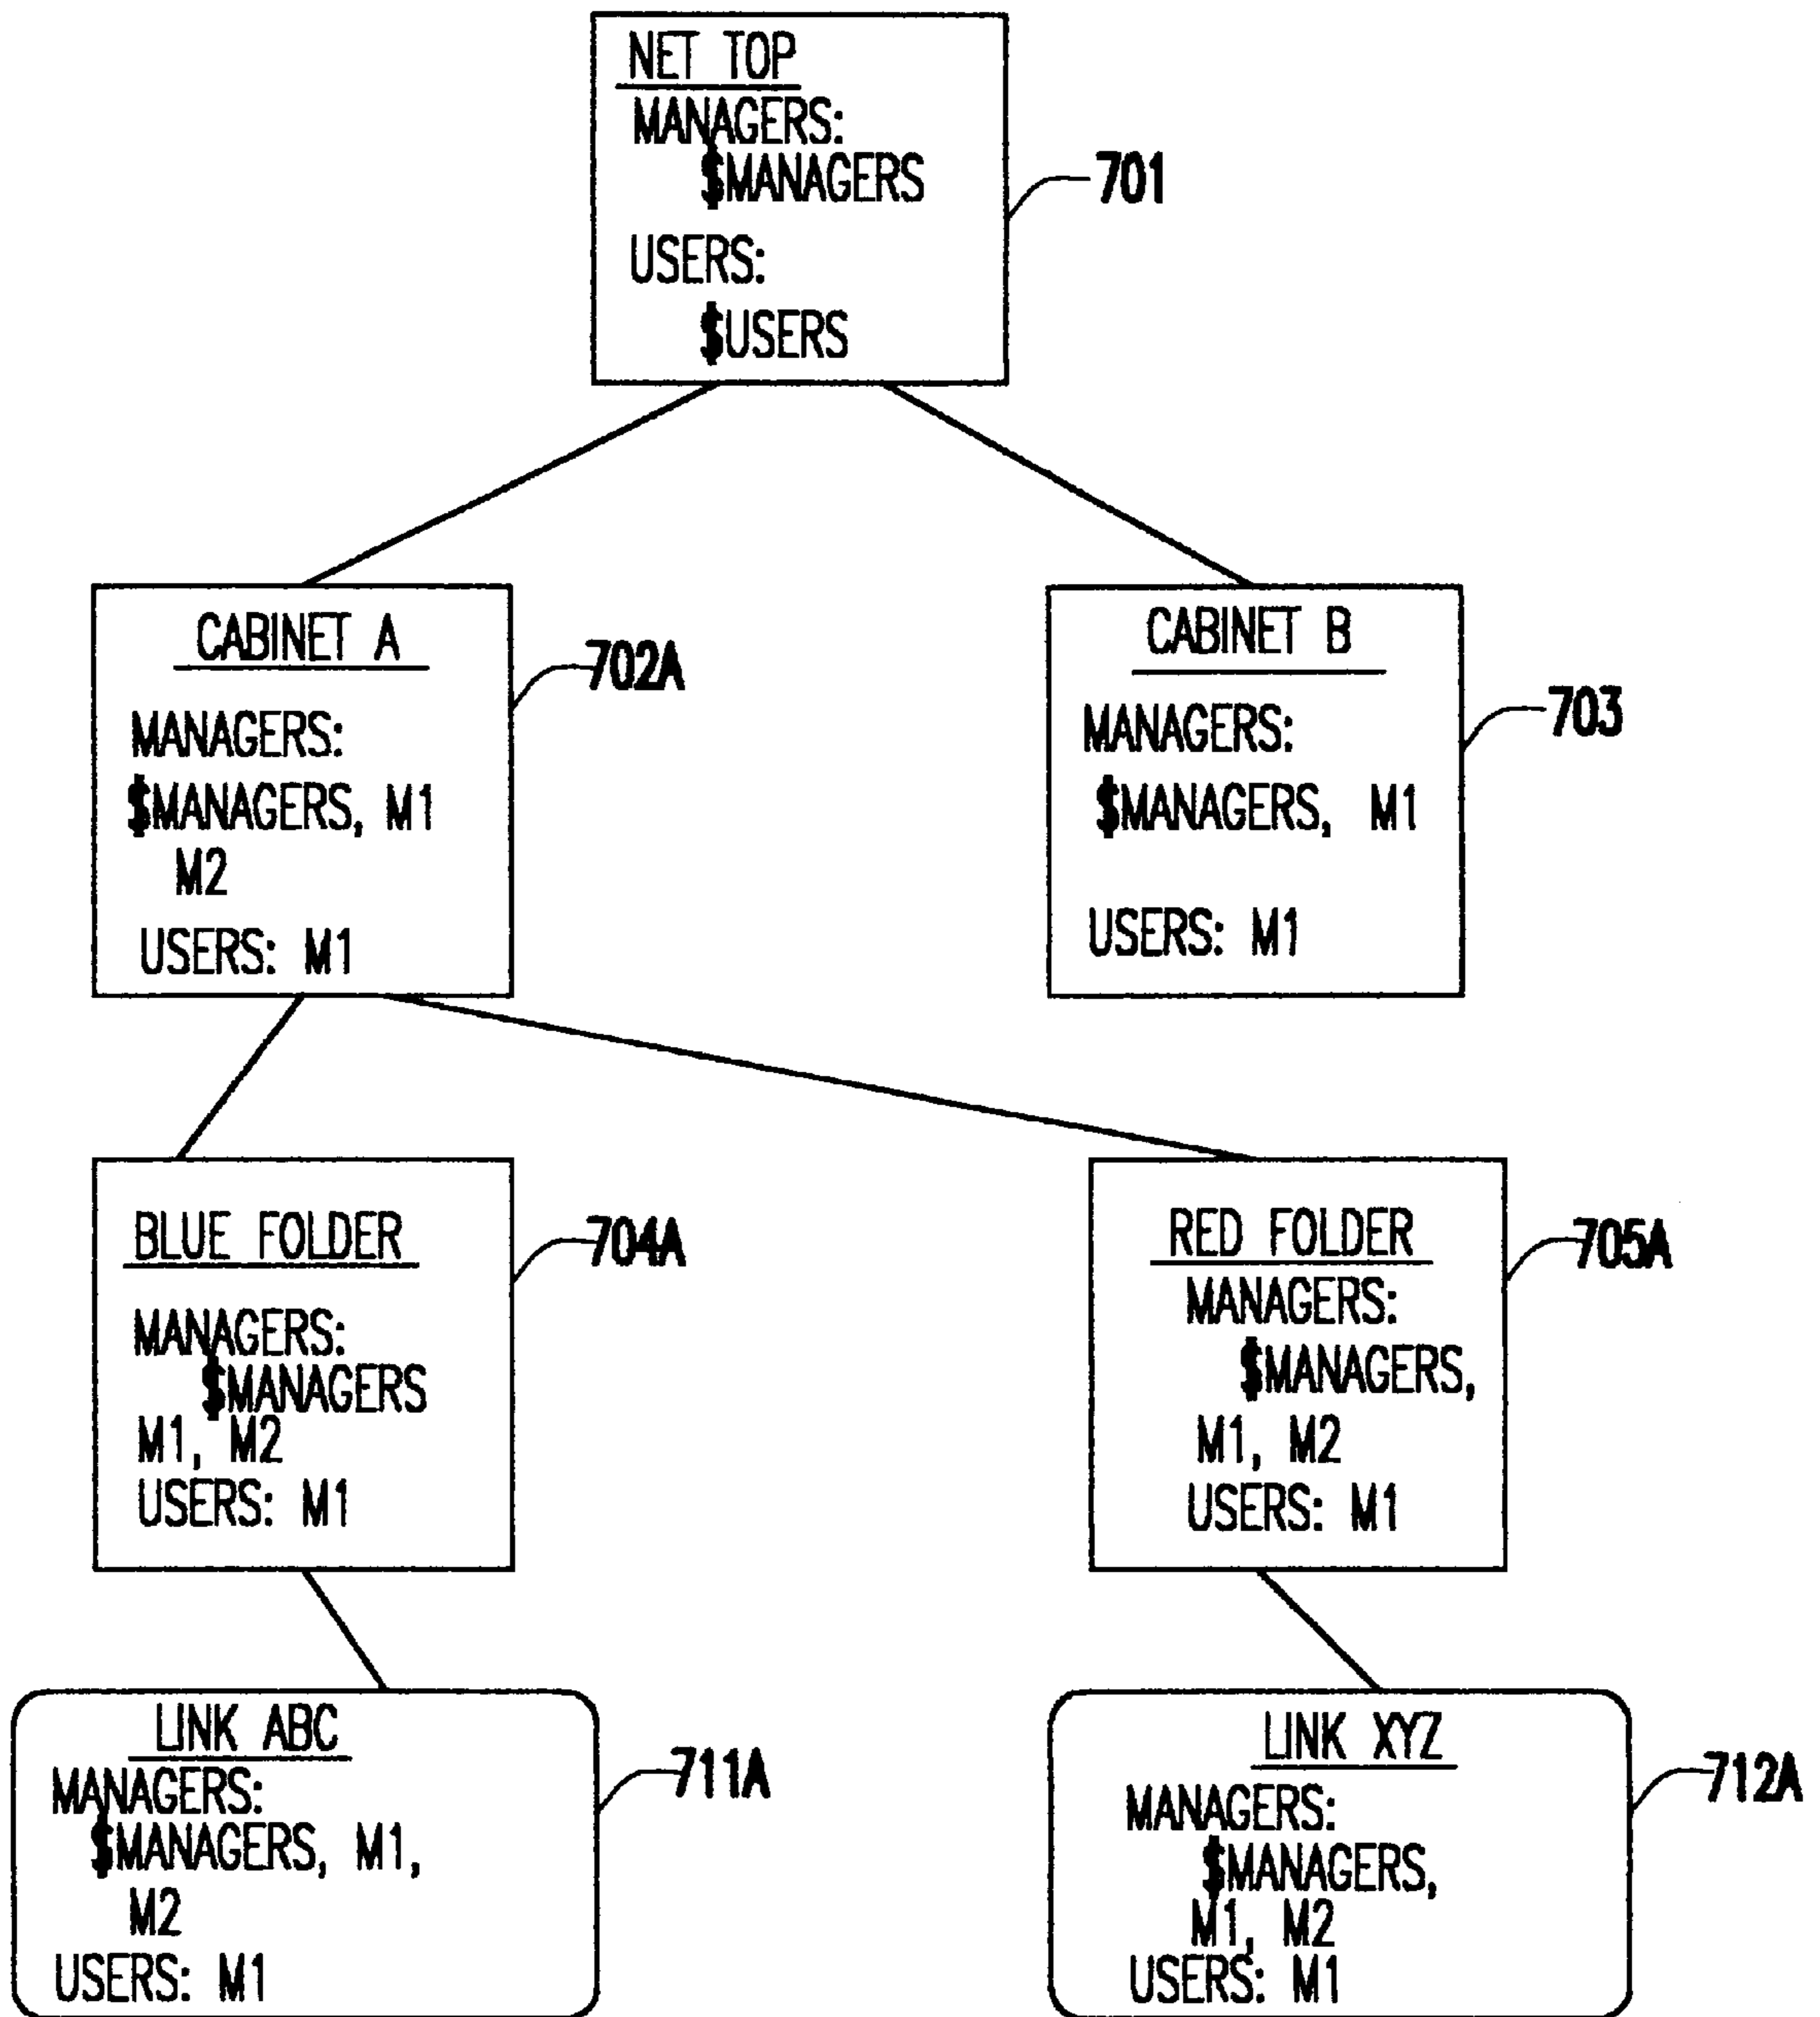 NET TOP
MANAGERS:
$MANAGERS
701
USERS:
$USERS
CABINET A
702A
MANAGERS:
$MANAGERS, M1
M2
USERS: M1
CABINET B
703
MANAGERS:
$MANAGERS, M1
USERS: M1
BLUE FOLDER
704A
MANAGERS:
$MANAGERS
M1, M2
USERS: M1
RED FOLDER
705A
MANAGERS:
$MANAGERS,
M1, M2
USERS: M1
LINK ABC
711A
MANAGERS:
$MANAGERS, M1,
M2
USERS: M1
LINK XYZ
712A
MANAGERS:
$MANAGERS,
M1, M2
USERS: M1